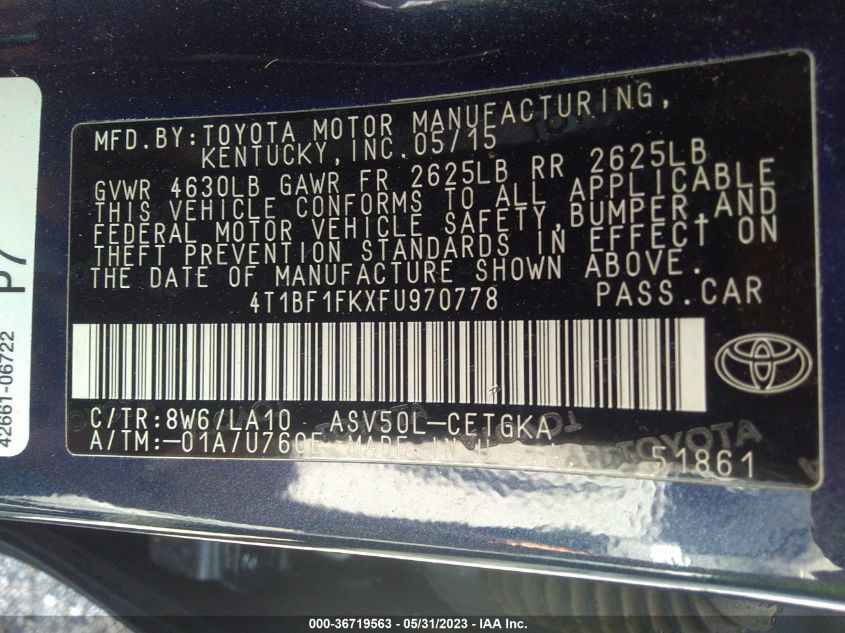 MFD.BY:TOYOTA MOTOR MANUFACTURING,
KENTUCKY,INC.05/15
GVWR 4630LB GAWR FR 2625LB RR 2625LB
THIS VEHICLE CONFORMS TO ALL APPLICABLE
FEDERAL MOTOR VEHICLE SAFETY,BUMPER,AND
THEFT PREVENTION STANDARDS IN EFFECT ON
THE DATE OF MANUFACTURE SHOWN ABOVE.
4T1BF1FKXFU970778 PASS.CAR
C/TR:8W6/LA10 ASV50L-CETGKA
A/TM:-01A/U760E MADE IN U.S.A.
51861
TOYOTA
P7
42661-06722
000-36719563 - 05/31/2023 - IAA Inc.